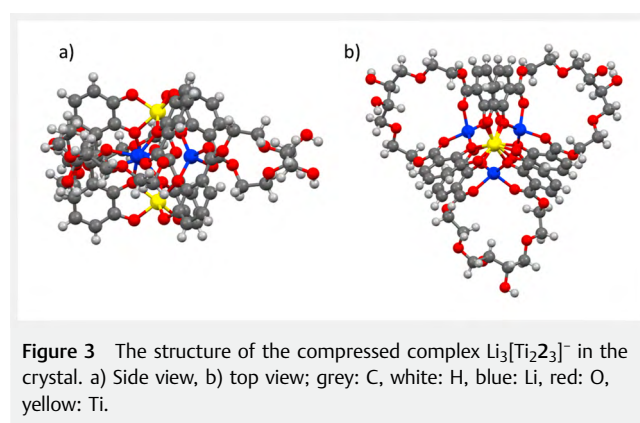 a)
b)
Figure 3 The structure of the compressed complex Li₃[Ti₂2₃]⁻ in the
crystal. a) Side view, b) top view; grey: C, white: H, blue: Li, red: O,
yellow: Ti.